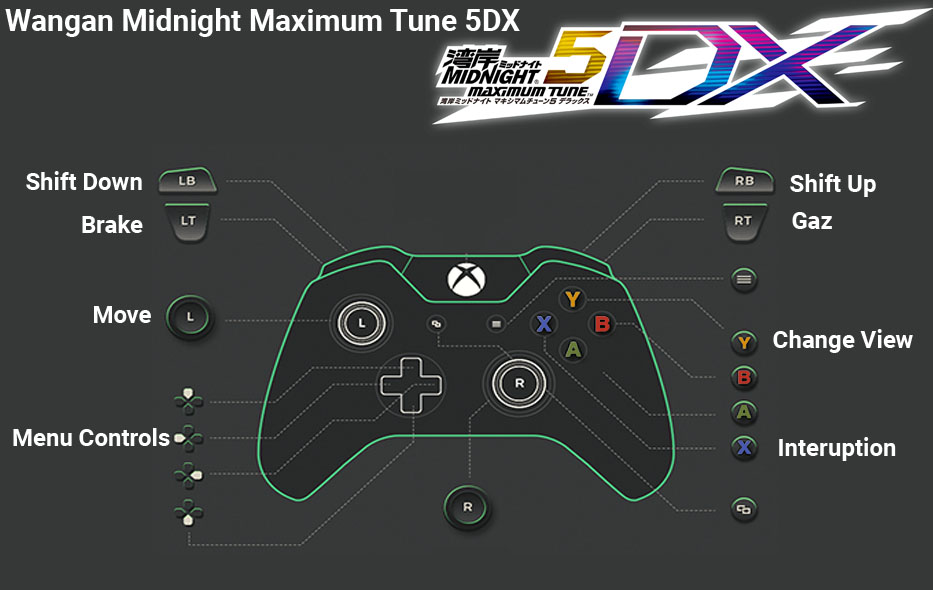 Wangan Midnight Maximum Tune 5DX
湾岸 ミッドナイト
MIDNIGHT
MAXIMUM TUNE™
湾岸ミッドナイト マキシマムチューン5 デラックス
5DX
Shift Down LB
RB Shift Up
Brake LT
RT Gaz
Move L
L
Y
X B
A
R
Y Change View
B
A
Menu Controls
X Interuption
R